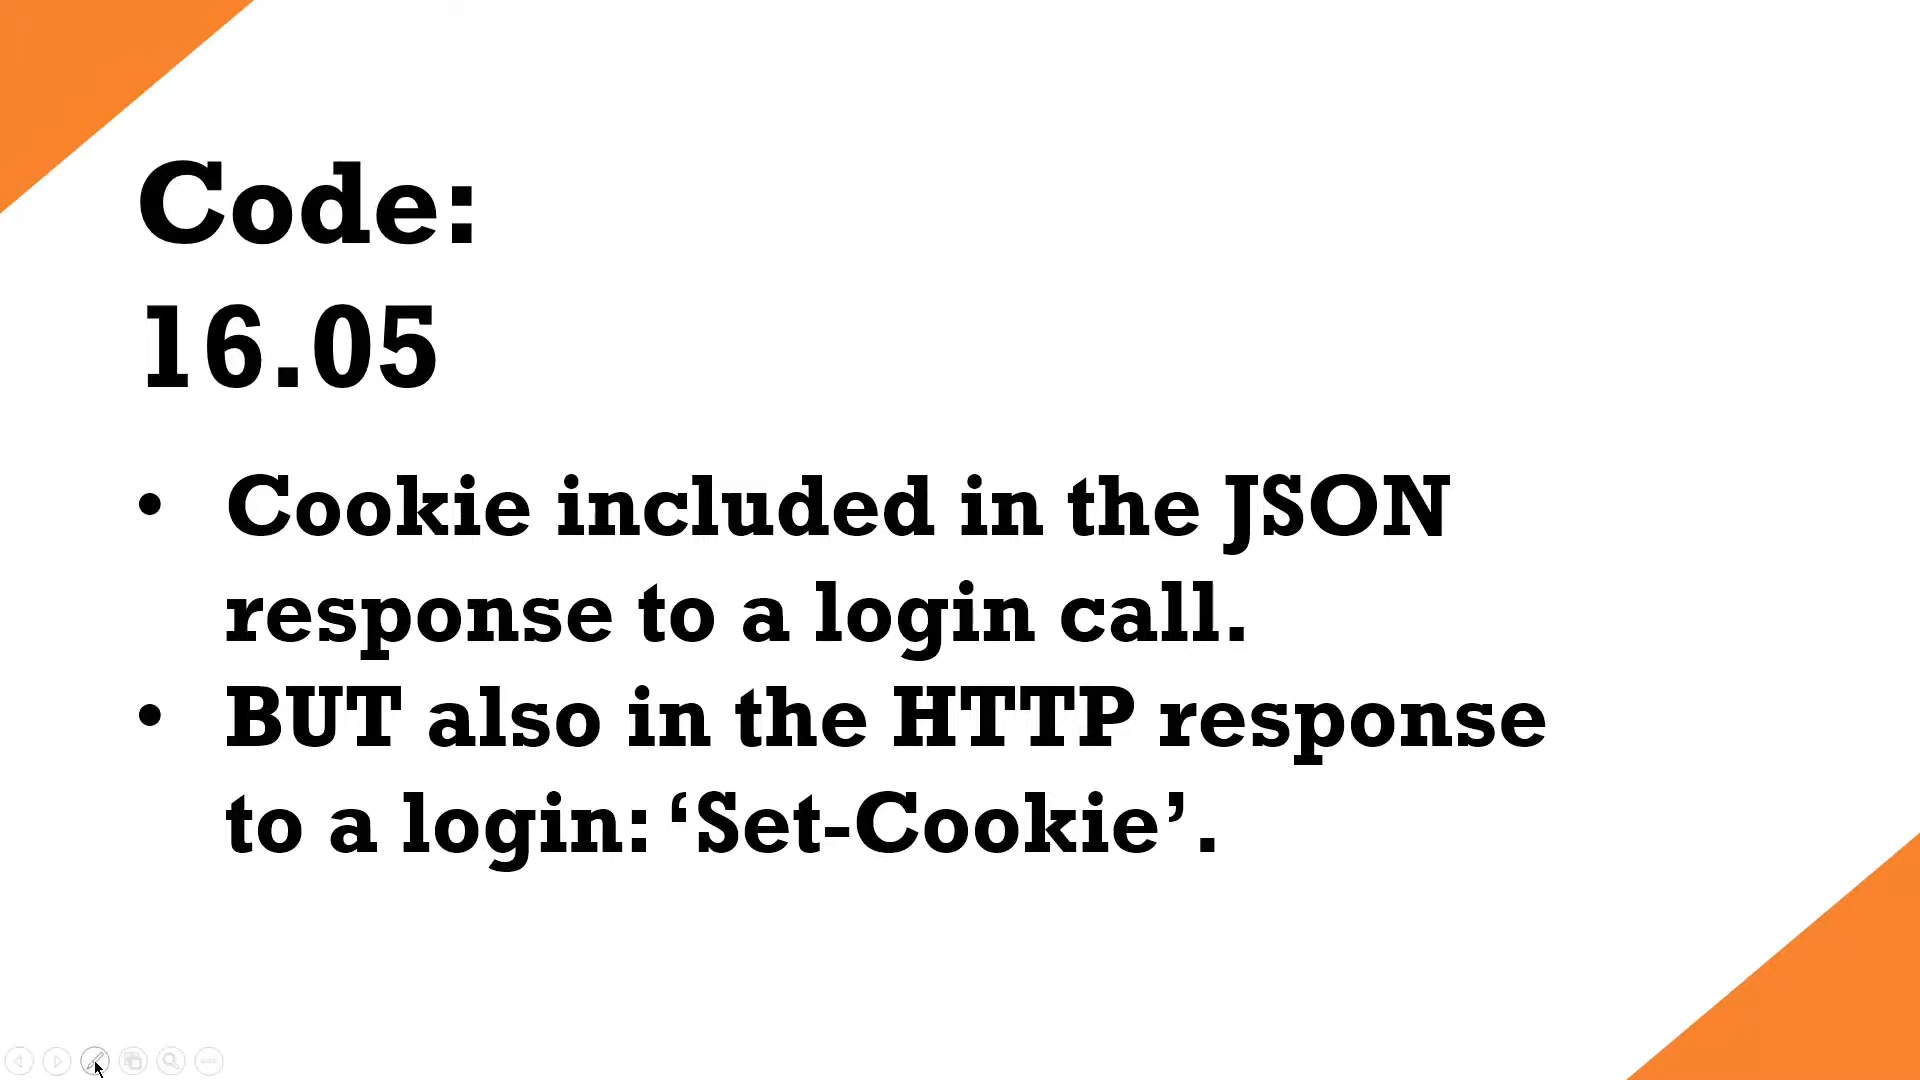 Code:
16.05
• Cookie included in the JSON
response to a login call.
• BUT also in the HTTP response
to a login: ‘Set-Cookie’.